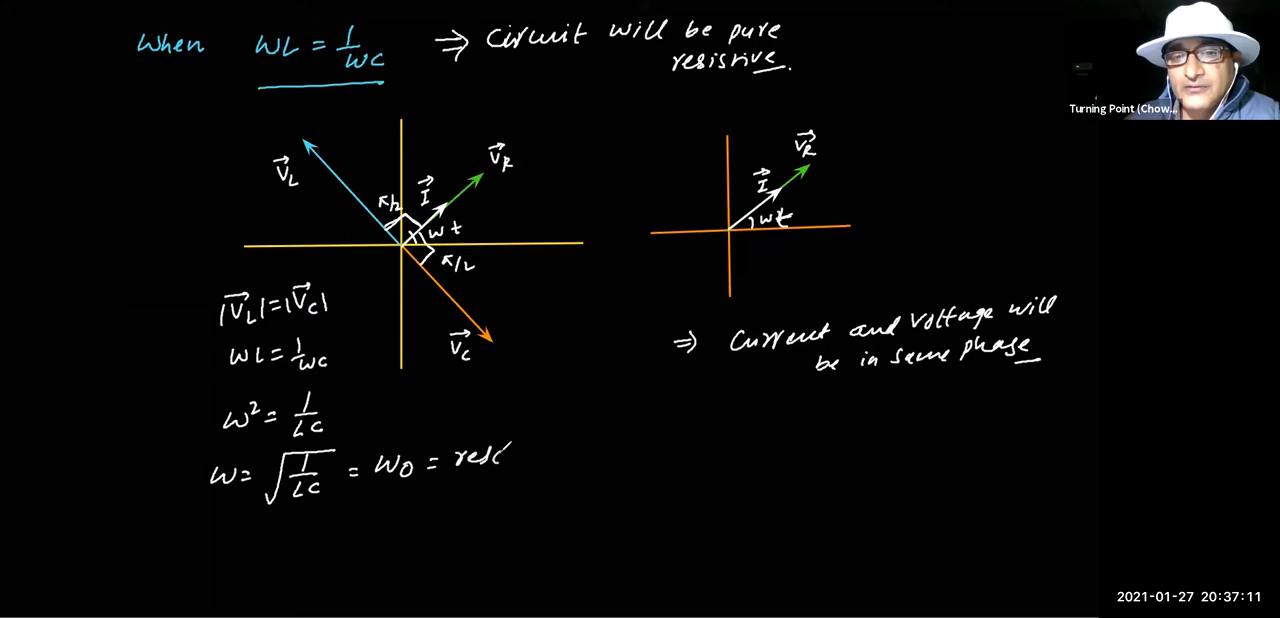 When ωL = 1/ωC ⇒ Circuit will be pure
resistive.
Turning Point (Chow...
V⃗L
V⃗R
I⃗
π/2
ωt
π/2
V⃗C
V⃗R
I⃗
ωt
|V⃗L| = |V⃗C|
ωL = 1/ωC
ω² = 1/LC
ω = √(1/LC) = ω0 = res
⇒ Current and voltage will
be in same phase
2021-01-27 20:37:11